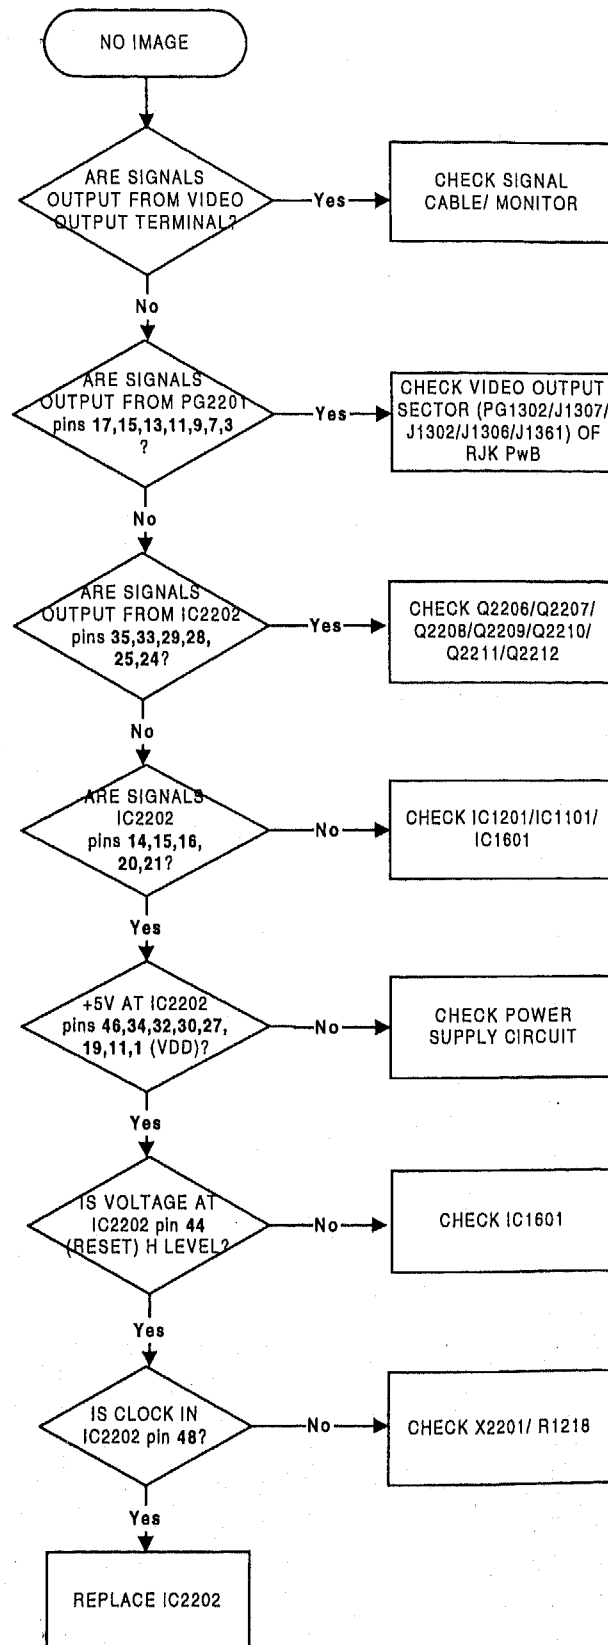 NO IMAGE
ARE SIGNALS
OUTPUT FROM VIDEO
OUTPUT TERMINAL?
Yes
CHECK SIGNAL
CABLE/ MONITOR
No
ARE SIGNALS
OUTPUT FROM PG2201
pins 17,15,13,11,9,7,3
?
Yes
CHECK VIDEO OUTPUT
SECTOR (PG1302/J1307/
J1302/J1306/J1361) OF
RJK PwB
No
ARE SIGNALS
OUTPUT FROM IC2202
pins 35,33,29,28,
25,24?
Yes
CHECK Q2206/Q2207/
Q2208/Q2209/Q2210/
Q2211/Q2212
No
ARE SIGNALS
IC2202
pins 14,15,16,
20,21?
No
CHECK IC1201/IC1101/
IC1601
Yes
+5V AT IC2202
pins 46,34,32,30,27,
19,11,1 (VDD)?
No
CHECK POWER
SUPPLY CIRCUIT
Yes
IS VOLTAGE AT
IC2202 pin 44
(RESET) H LEVEL?
No
CHECK IC1601
Yes
IS CLOCK IN
IC2202 pin 48?
No
CHECK X2201/ R1218
Yes
REPLACE IC2202